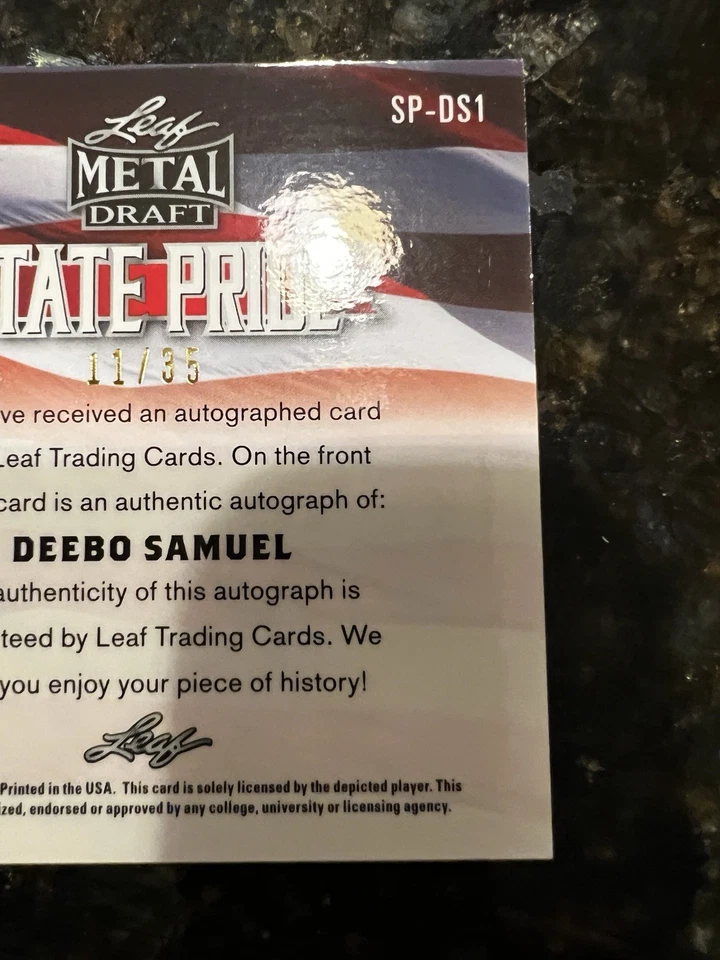 SP-DS1
Leaf
METAL
DRAFT
TATE PRIDE
11/35
ve received an autographed card
Leaf Trading Cards. On the front
card is an authentic autograph of:
DEEBO SAMUEL
authenticity of this autograph is
teed by Leaf Trading Cards. We
you enjoy your piece of history!
Leaf
Printed in the USA. This card is solely licensed by the depicted player. This
ized, endorsed or approved by any college, university or licensing agency.